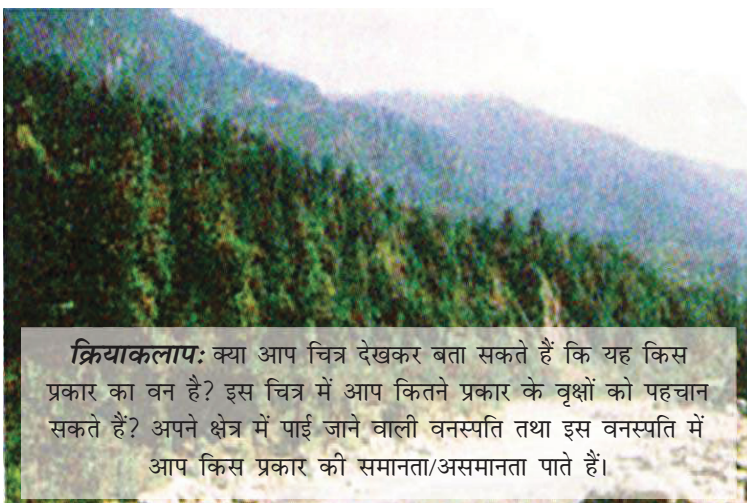 क्रियाकलाप: क्या आप चित्र देखकर बता सकते हैं कि यह किस
प्रकार का वन है? इस चित्र में आप कितने प्रकार के वृक्षों को पहचान
सकते हैं? अपने क्षेत्र में पाई जाने वाली वनस्पति तथा इस वनस्पति में
आप किस प्रकार की समानता/असमानता पाते हैं।